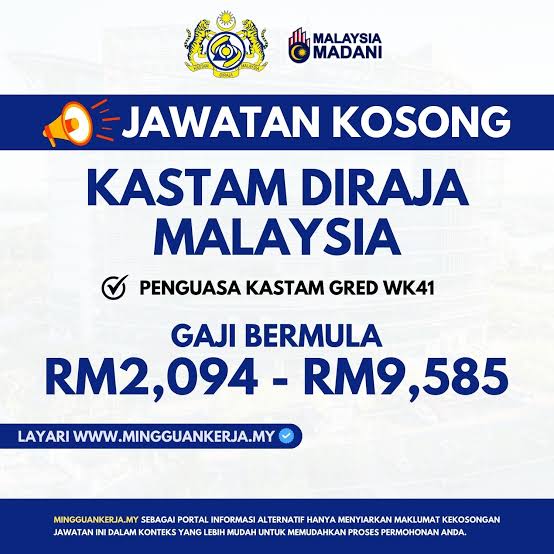 MALAYSIA
MADANI
JAWATAN KOSONG
KASTAM DIRAJA
MALAYSIA
PENGUASA KASTAM GRED WK41
GAJI BERMULA
RM2,094 - RM9,585
LAYARI WWW.MINGGUANKERJA.MY
MINGGUANKERJA.MY SEBAGAI PORTAL INFORMASI ALTERNATIF HANYA MENYIARKAN MAKLUMAT KEKOSONGAN
JAWATAN INI DALAM KONTEKS YANG LEBIH MUDAH UNTUK MEMUDAHKAN PROSES PERMOHONAN ANDA.